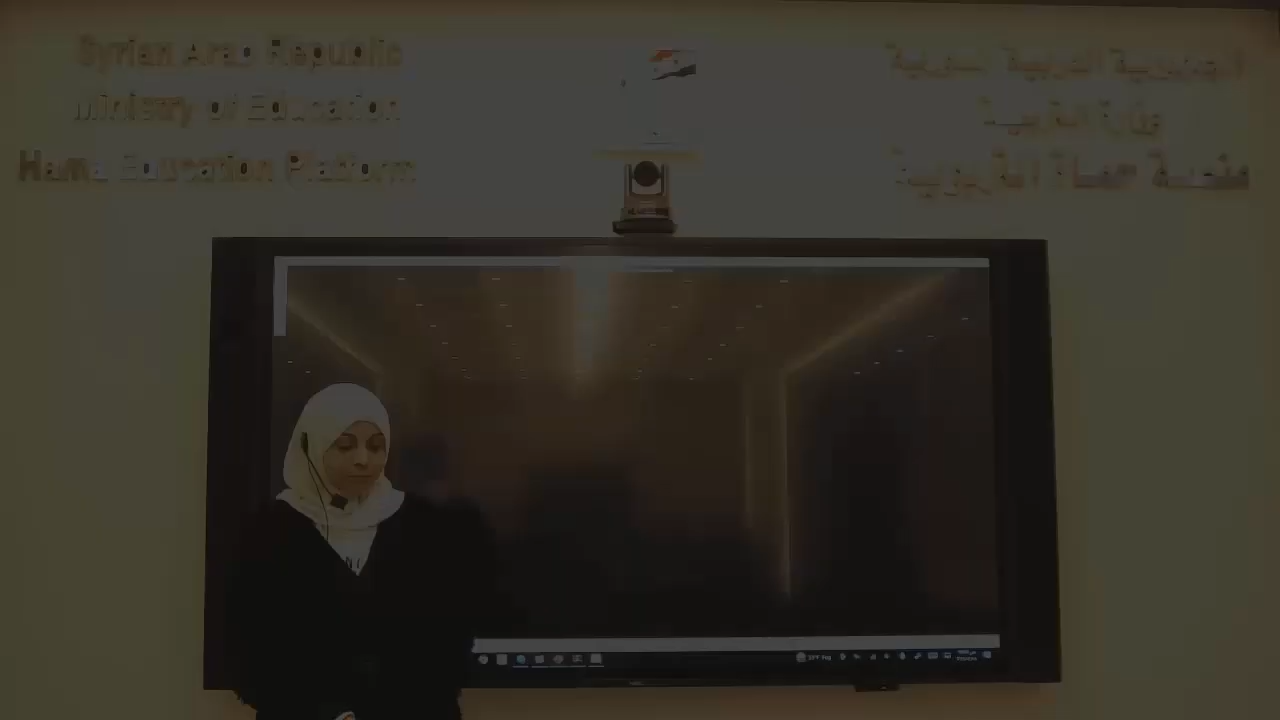 Syrian Arab Republic
Ministry of Education
Hama Education Platform
الجمهورية العربية السورية
وزارة التربية
منصة حماة التربوية